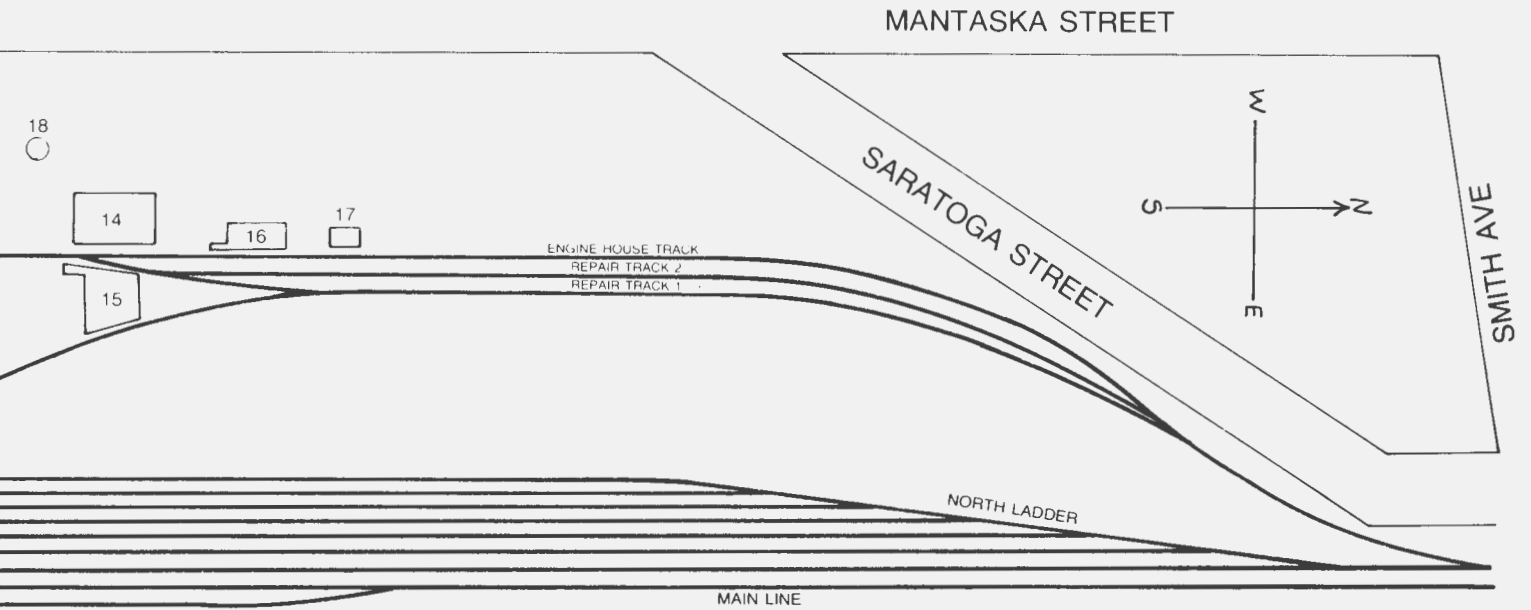 MANTASKA STREET
18
W
14
17
16
SARATOGA STREET
S
N
SMITH AVE
ENGINE HOUSE TRACK
REPAIR TRACK 2
REPAIR TRACK 1
15
E
NORTH LADDER
MAIN LINE